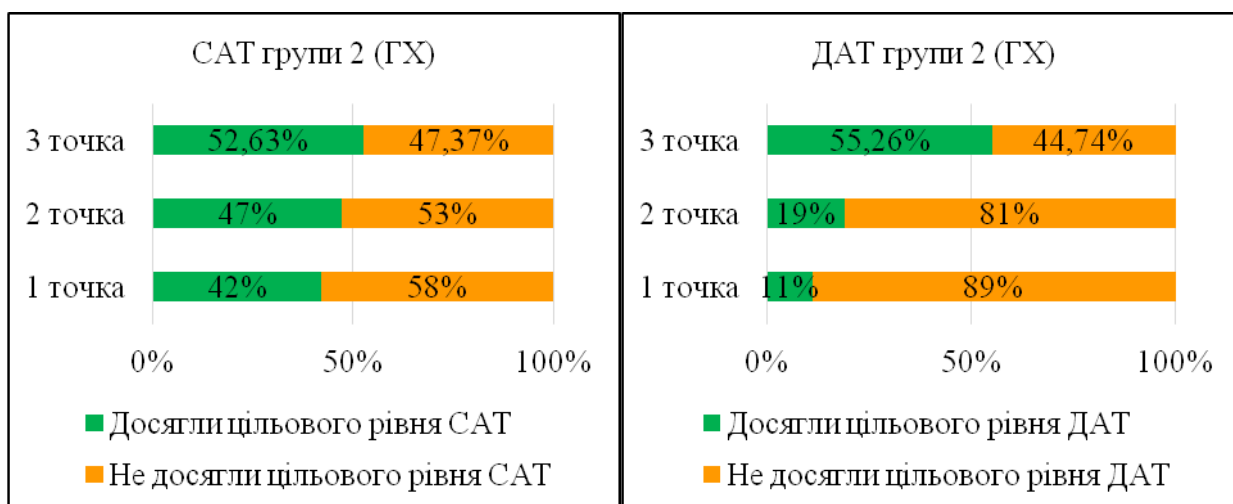 САТ групи 2 (ГХ)
3 точка
52,63%
47,37%
2 точка
47%
53%
1 точка
42%
58%
0%
50%
100%
Досягли цільового рівня САТ
Не досягли цільового рівня САТ
ДАТ групи 2 (ГХ)
3 точка
55,26%
44,74%
2 точка
19%
81%
1 точка
11%
89%
0%
50%
100%
Досягли цільового рівня ДАТ
Не досягли цільового рівня ДАТ